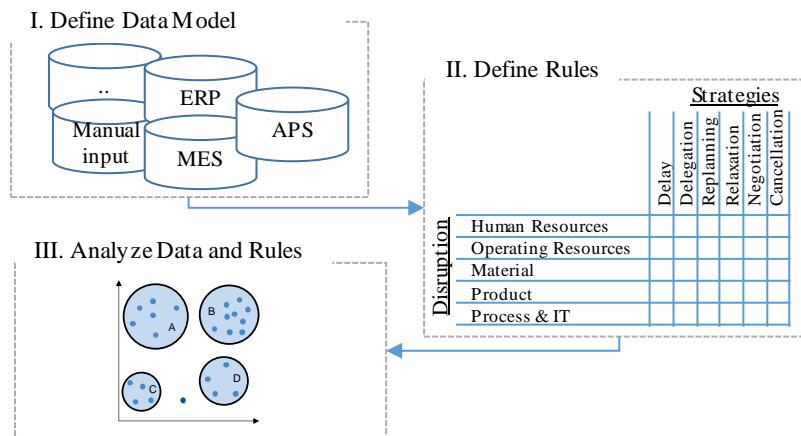 I. Define Data Model
..
ERP
APS
Manual
input
MES
II. Define Rules
Strategies
Delay
Delegation
Replanning
Relaxation
Negotiation
Cancellation
Disruption
Human Resources
Operating Resources
Material
Product
Process & IT
III. Analyze Data and Rules
A
B
C
D